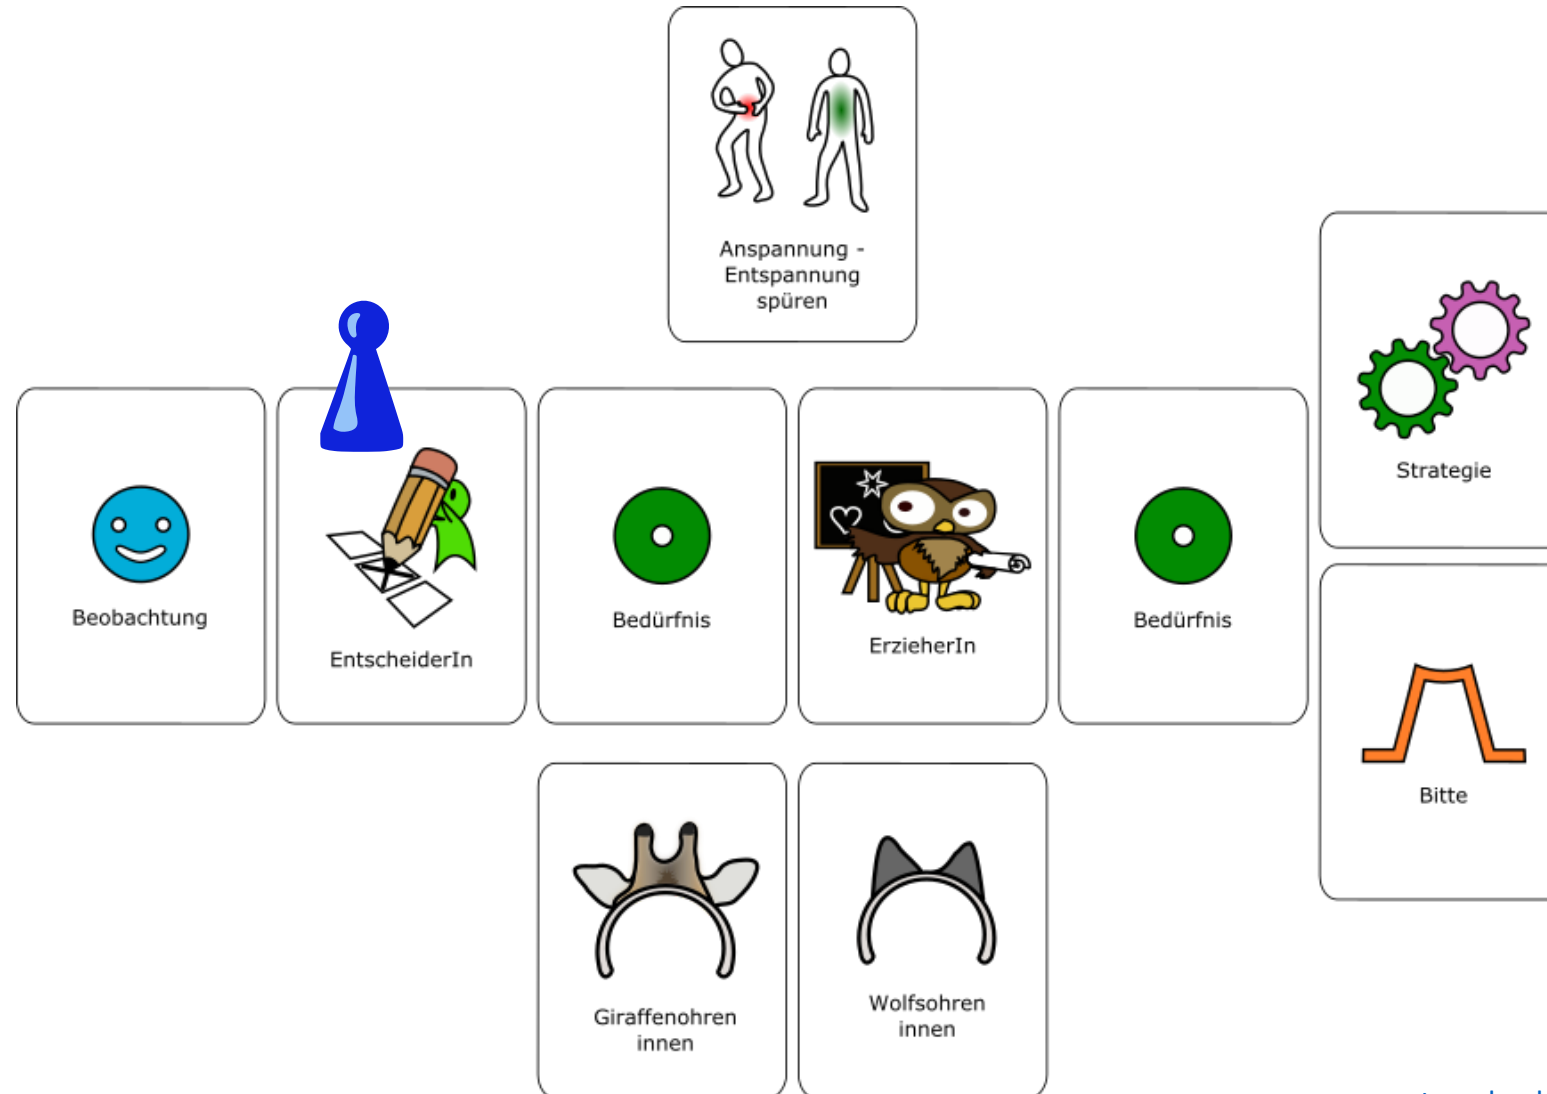 Anspannung -
Entspannung
spüren
Strategie
Beobachtung
EntscheiderIn
Bedürfnis
ErzieherIn
Bedürfnis
Bitte
Giraffenohren
innen
Wolfsohren
innen